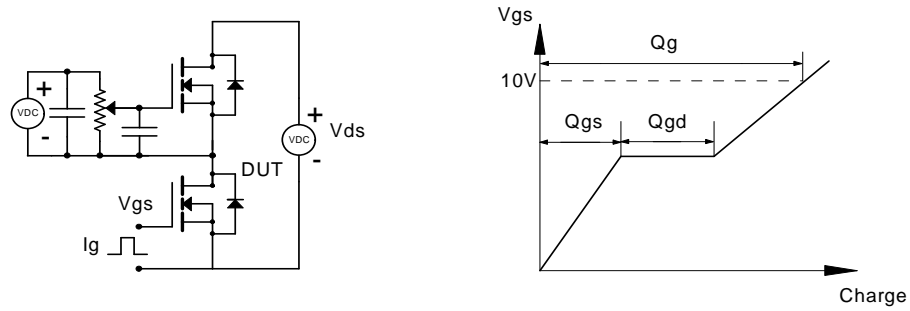 +
VDC
-
+
VDC
-
Vds
DUT
Vgs
Ig
Vgs
Qg
10V
Qgs
Qgd
Charge